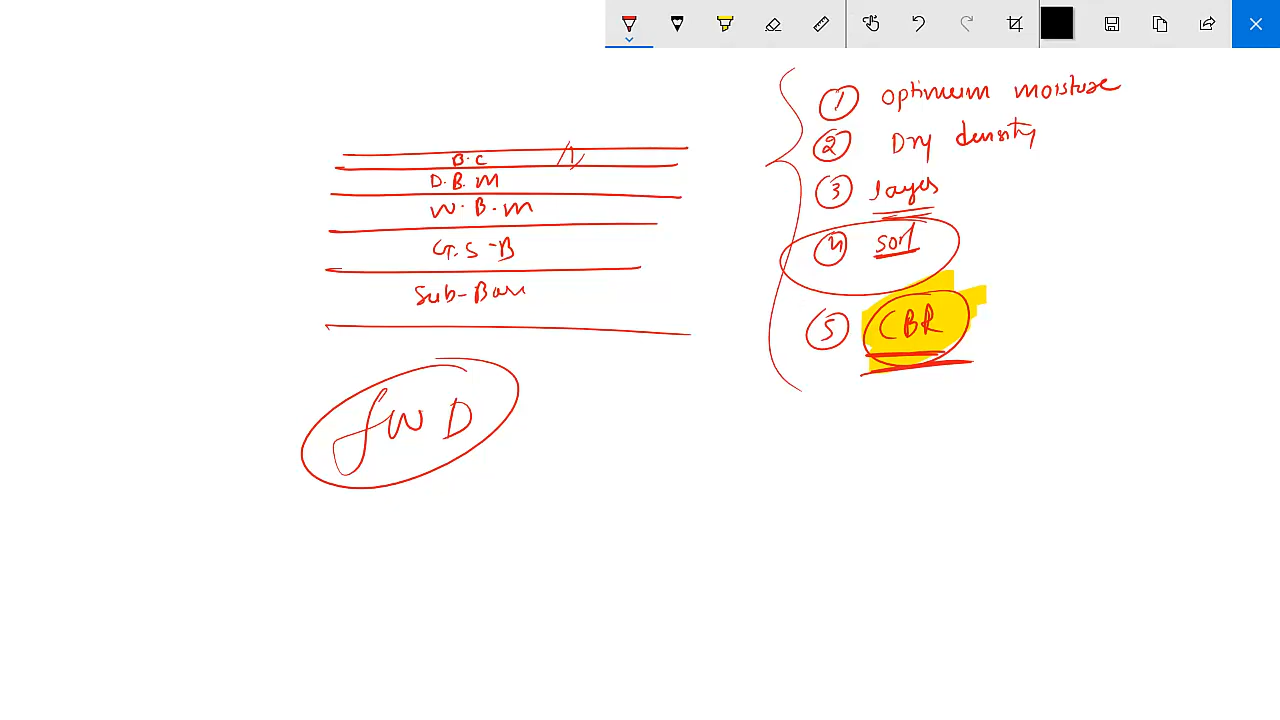 B.C
D.B.M
W.B.M
G.S-B
Sub-Base
FWD
① optimum moisture
② Dry density
③ layers
④ soil
⑤ CBR